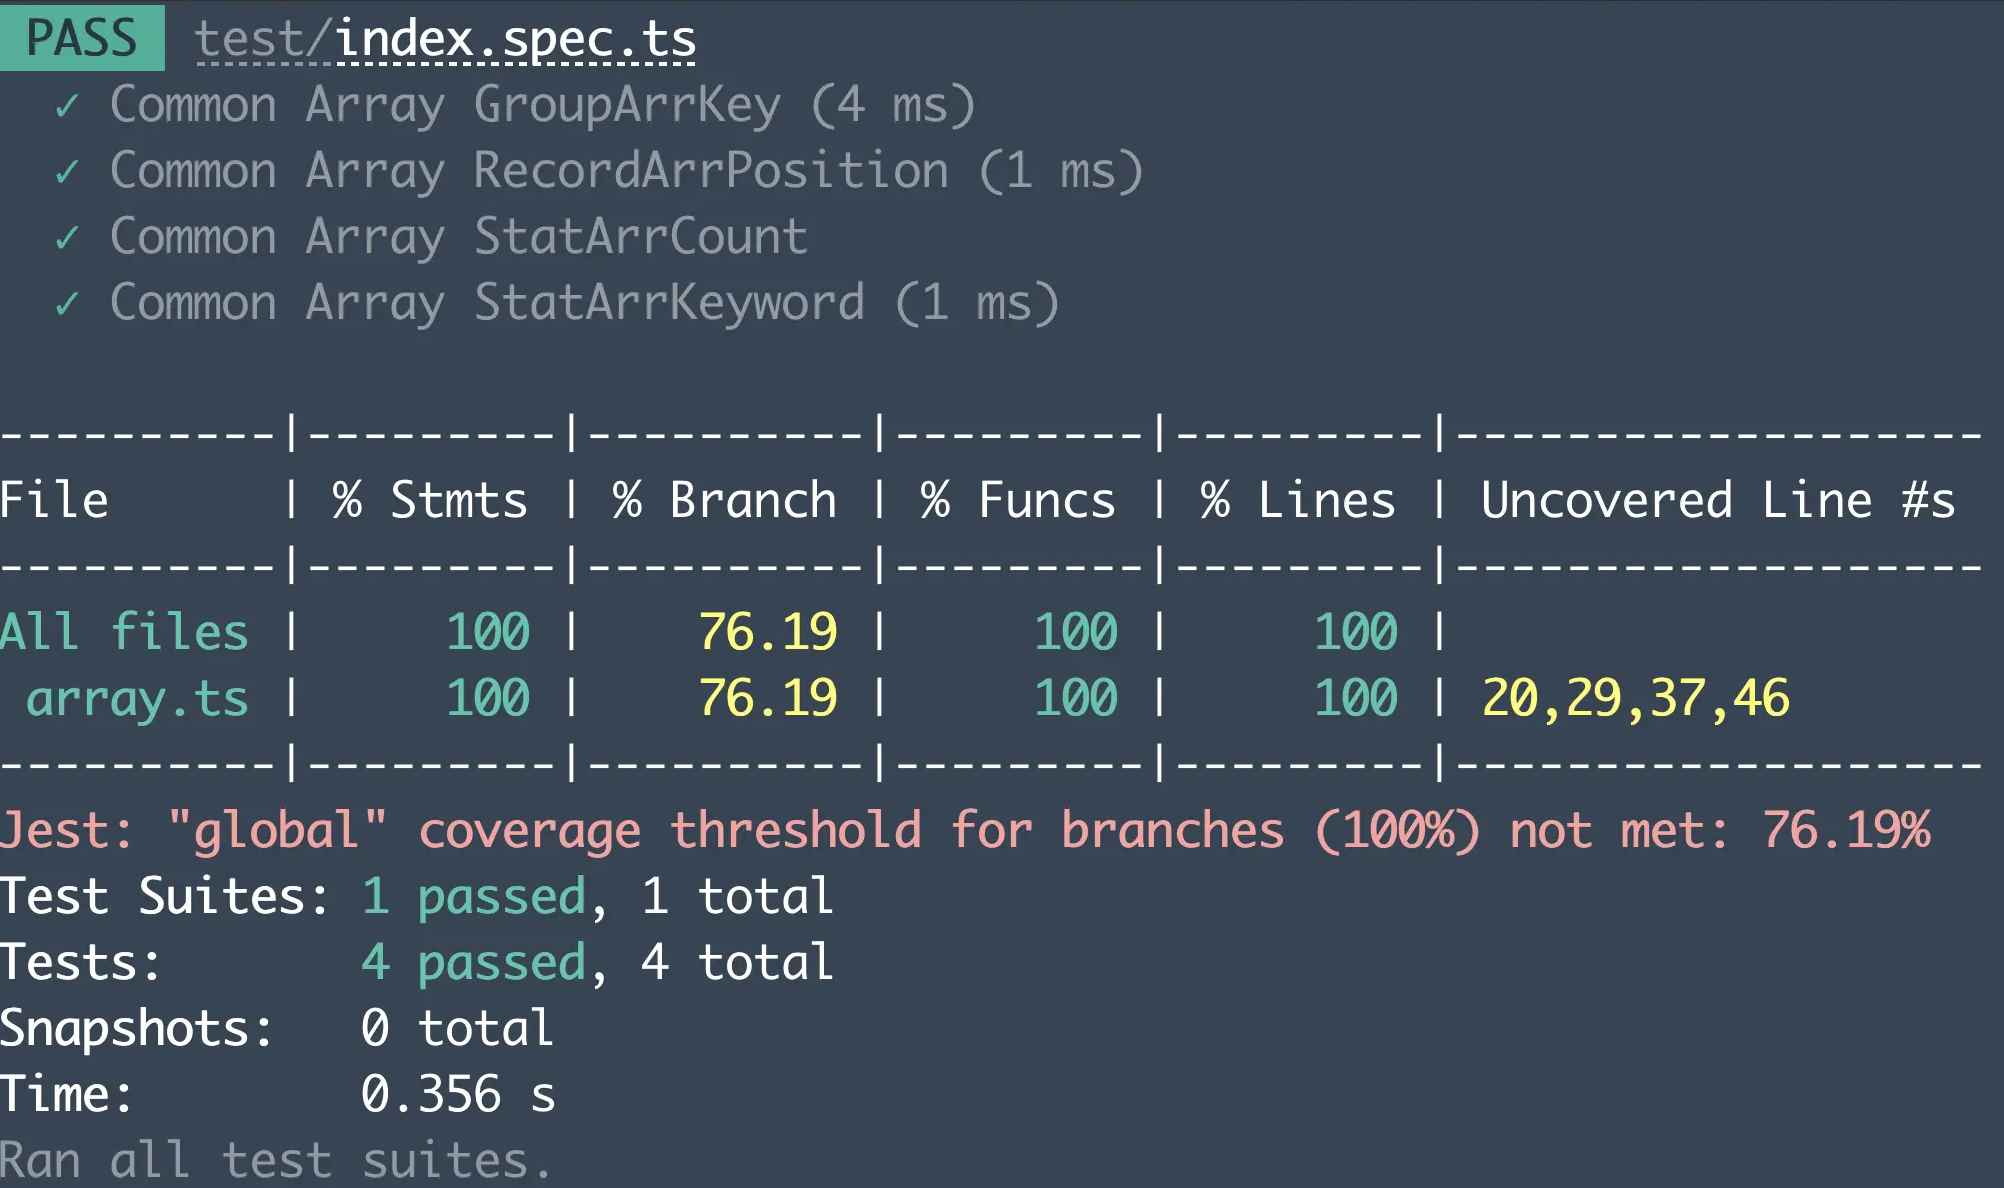 PASS test/index.spec.ts
✓ Common Array GroupArrKey (4 ms)
✓ Common Array RecordArrPosition (1 ms)
✓ Common Array StatArrCount
✓ Common Array StatArrKeyword (1 ms)
----------|---------|----------|---------|---------|-------------------
File      | % Stmts | % Branch | % Funcs | % Lines | Uncovered Line #s
----------|---------|----------|---------|---------|-------------------
All files |     100 |    76.19 |     100 |     100 |
 array.ts |     100 |    76.19 |     100 |     100 | 20,29,37,46
----------|---------|----------|---------|---------|-------------------
Jest: "global" coverage threshold for branches (100%) not met: 76.19%
Test Suites: 1 passed, 1 total
Tests:       4 passed, 4 total
Snapshots:   0 total
Time:        0.356 s
Ran all test suites.